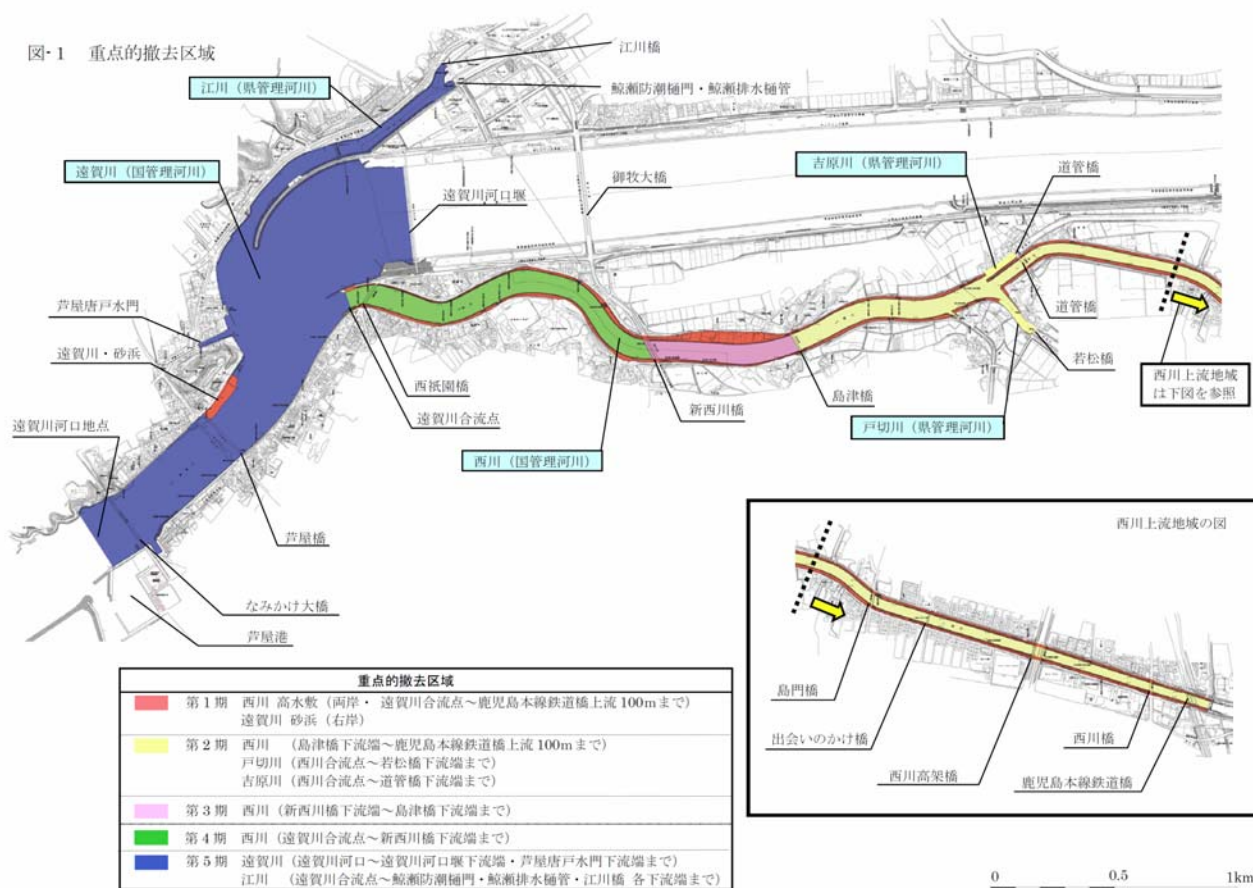 図-1 重点的撤去区域
江川橋
鯨瀬防潮樋門・鯨瀬排水樋管
江川（県管理河川）
遠賀川（国管理河川）
遠賀川河口堰
御牧大橋
吉原川（県管理河川）
道管橋
芦屋唐戸水門
遠賀川・砂浜
遠賀川河口地点
西祇園橋
遠賀川合流点
西川（国管理河川）
新西川橋
島津橋
戸切川（県管理河川）
道管橋
若松橋
西川上流地域
は下図を参照
芦屋橋
なみかけ大橋
芦屋港
西川上流地域の図
島門橋
出会いのかけ橋
西川高架橋
西川橋
鹿児島本線鉄道橋
重点的撤去区域
第1期 西川 高水敷（両岸・ 遠賀川合流点～鹿児島本線鉄道橋上流 100mまで）
遠賀川 砂浜（右岸）
第2期 西川 （島津橋下流端～鹿児島本線鉄道橋上流 100mまで）
戸切川（西川合流点～若松橋下流端まで）
吉原川（西川合流点～道管橋下流端まで）
第3期 西川（新西川橋下流端～島津橋下流端まで）
第4期 西川（遠賀川合流点～新西川橋下流端まで）
第5期 遠賀川（遠賀川河口～遠賀川河口堰下流端・芦屋唐戸水門下流端まで）
江川 （遠賀川合流点～鯨瀬防潮樋門・鯨瀬排水樋管・江川橋 各下流端まで）
0 0.5 1km